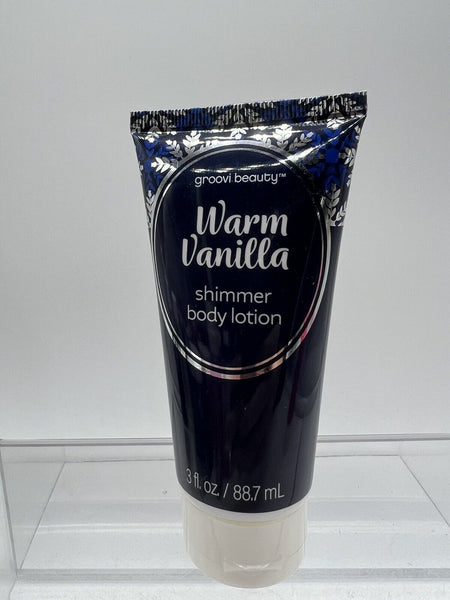 groovi beauty™
Warm
Vanilla
shimmer
body lotion
3 fl. oz. / 88.7 mL